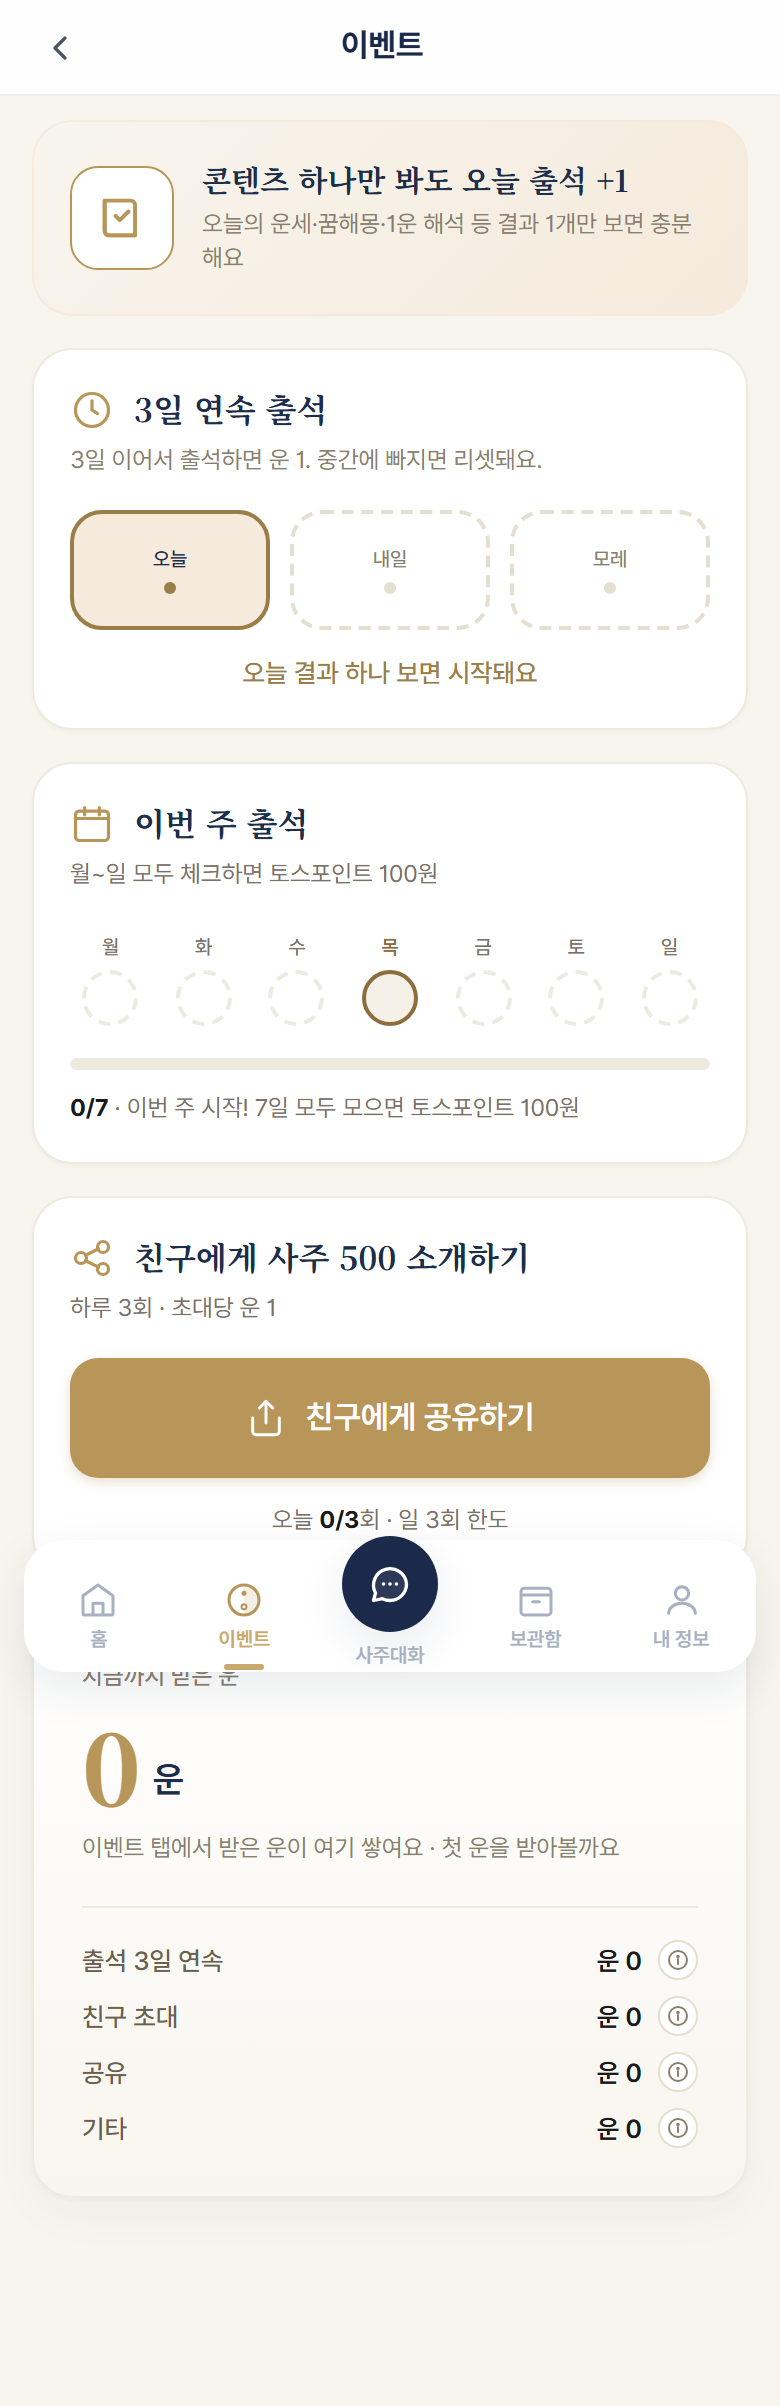 이벤트
콘텐츠 하나만 봐도 오늘 출석 +1
오늘의 운세·꿈해몽·1운 해석 등 결과 1개만 보면 충분
해요
3일 연속 출석
3일 이어서 출석하면 운 1. 중간에 빠지면 리셋돼요.
오늘 내일 모레
오늘 결과 하나 보면 시작돼요
이번 주 출석
월~일 모두 체크하면 토스포인트 100원
월 화 수 목 금 토 일
0/7 · 이번 주 시작! 7일 모두 모으면 토스포인트 100원
친구에게 사주 500 소개하기
하루 3회 · 초대당 운 1
친구에게 공유하기
오늘 0/3회 · 일 3회 한도
홈 이벤트 사주대화 보관함 내 정보
지금까지 받은 운
0 운
이벤트 탭에서 받은 운이 여기 쌓여요 · 첫 운을 받아볼까요
출석 3일 연속 운 0
친구 초대 운 0
공유 운 0
기타 운 0